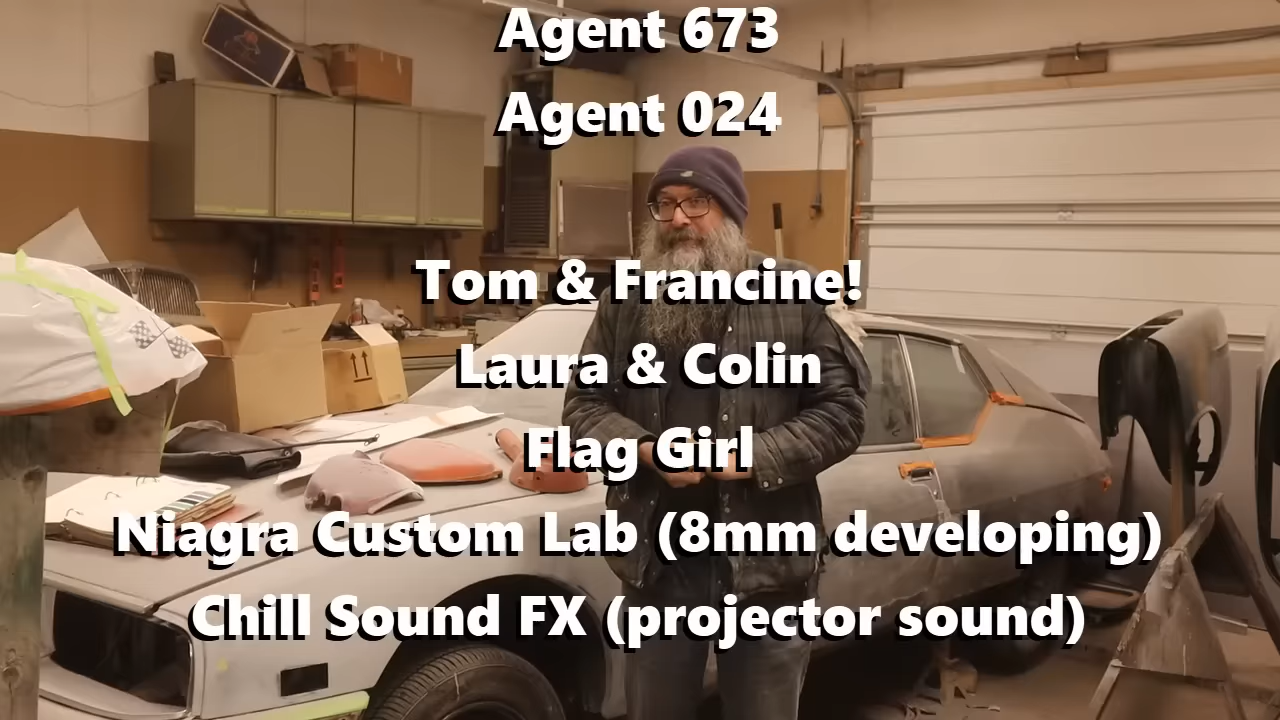 Agent 673
Agent 024
Tom & Francine!
Laura & Colin
Flag Girl
Niagra Custom Lab (8mm developing)
Chill Sound FX (projector sound)